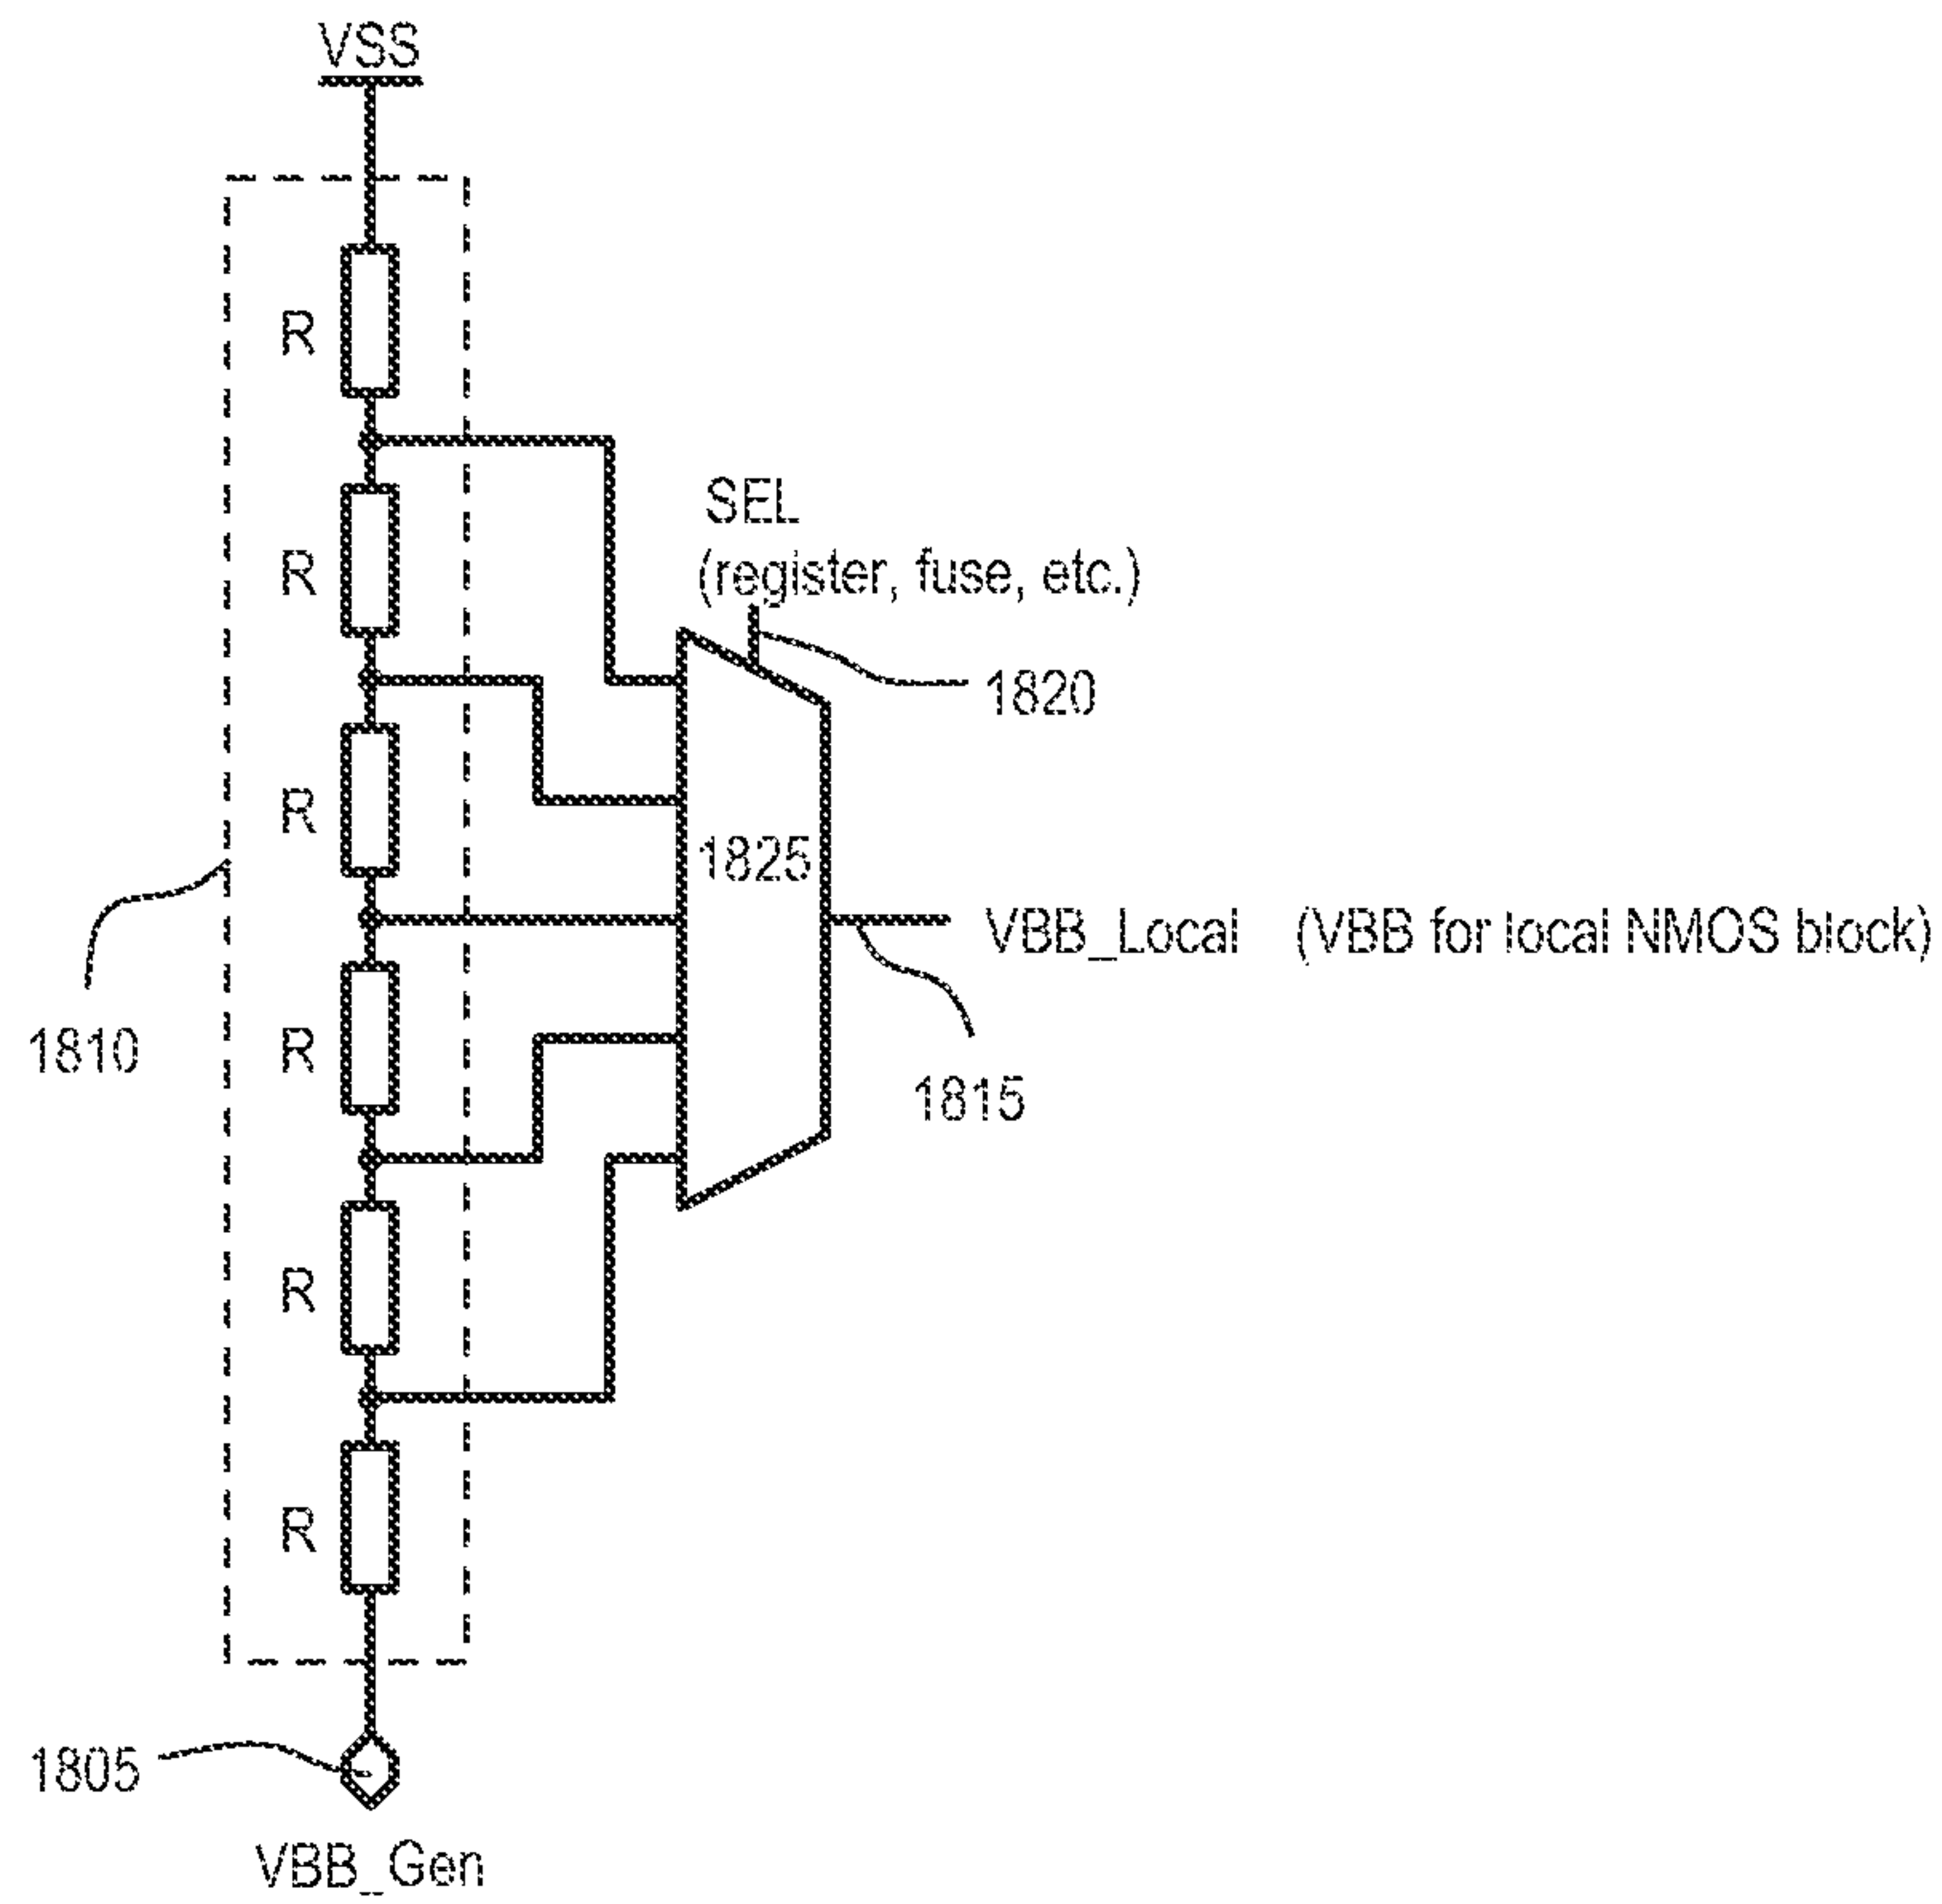 VSS
R
R
SEL
(register, fuse, etc.)
1820
R
1825
VBB_Local (VBB for local NMOS block)
1810
R
1815
R
R
1805
VBB_Gen